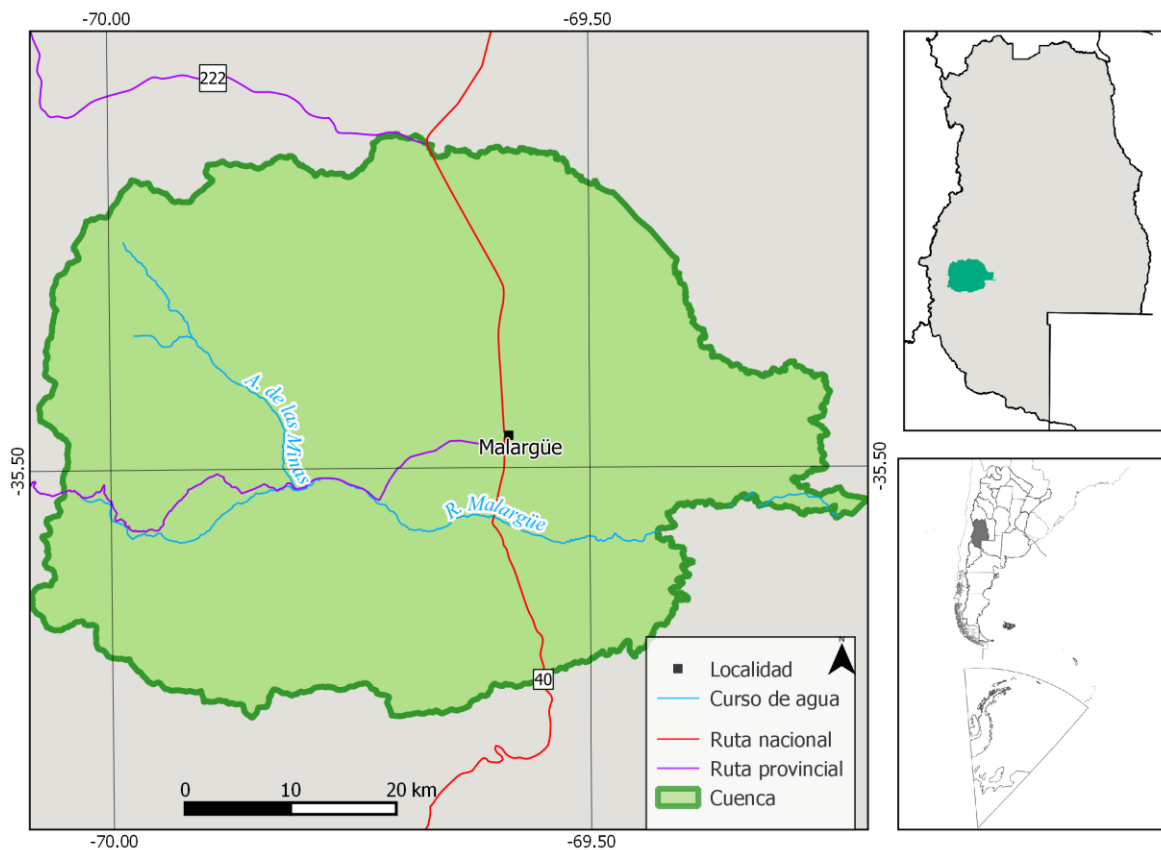 -70.00
-69.50
222
A. de las Minas
Malargüe
-35.50
-35.50
R. Malargüe
40
N
Localidad
Curso de agua
Ruta nacional
Ruta provincial
Cuenca
0
10
20 km
-70.00
-69.50